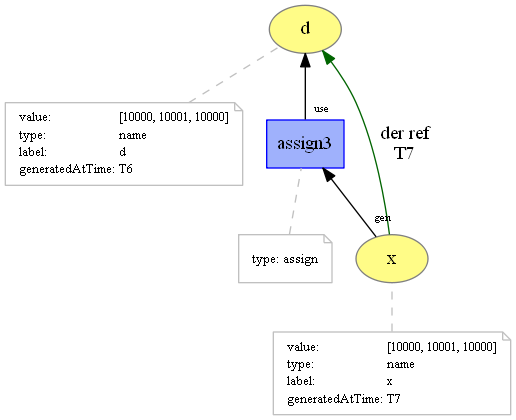 d
value: [10000, 10001, 10000]
type: name
label: d
generatedAtTime: T6
use
assign3
der ref
T7
gen
type: assign
x
value: [10000, 10001, 10000]
type: name
label: x
generatedAtTime: T7